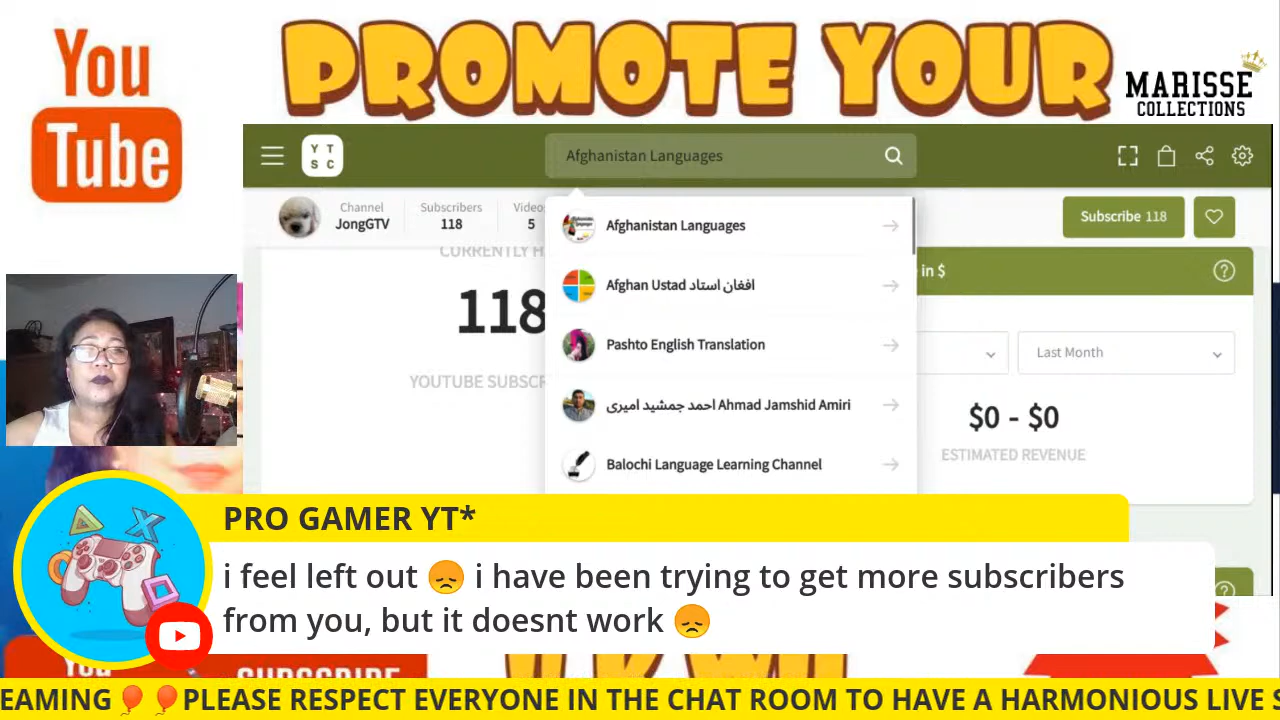 You
Tube
PROMOTE YOUR
MARISSE
COLLECTIONS
Y T
S C
Afghanistan Languages
Channel
JongGTV
Subscribers
118
5
Subscribe 118
Afghanistan Languages
Afghan Ustad افغان استاد
Pashto English Translation
احمد جمشید امیری Ahmad Jamshid Amiri
Balochi Language Learning Channel
118
in $
?
Last Month
$0 - $0
ESTIMATED REVENUE
PRO GAMER YT*
i feel left out 😞 i have been trying to get more subscribers
from you, but it doesnt work 😞
EAMING🎈🎈PLEASE RESPECT EVERYONE IN THE CHAT ROOM TO HAVE A HARMONIOUS LIVE S